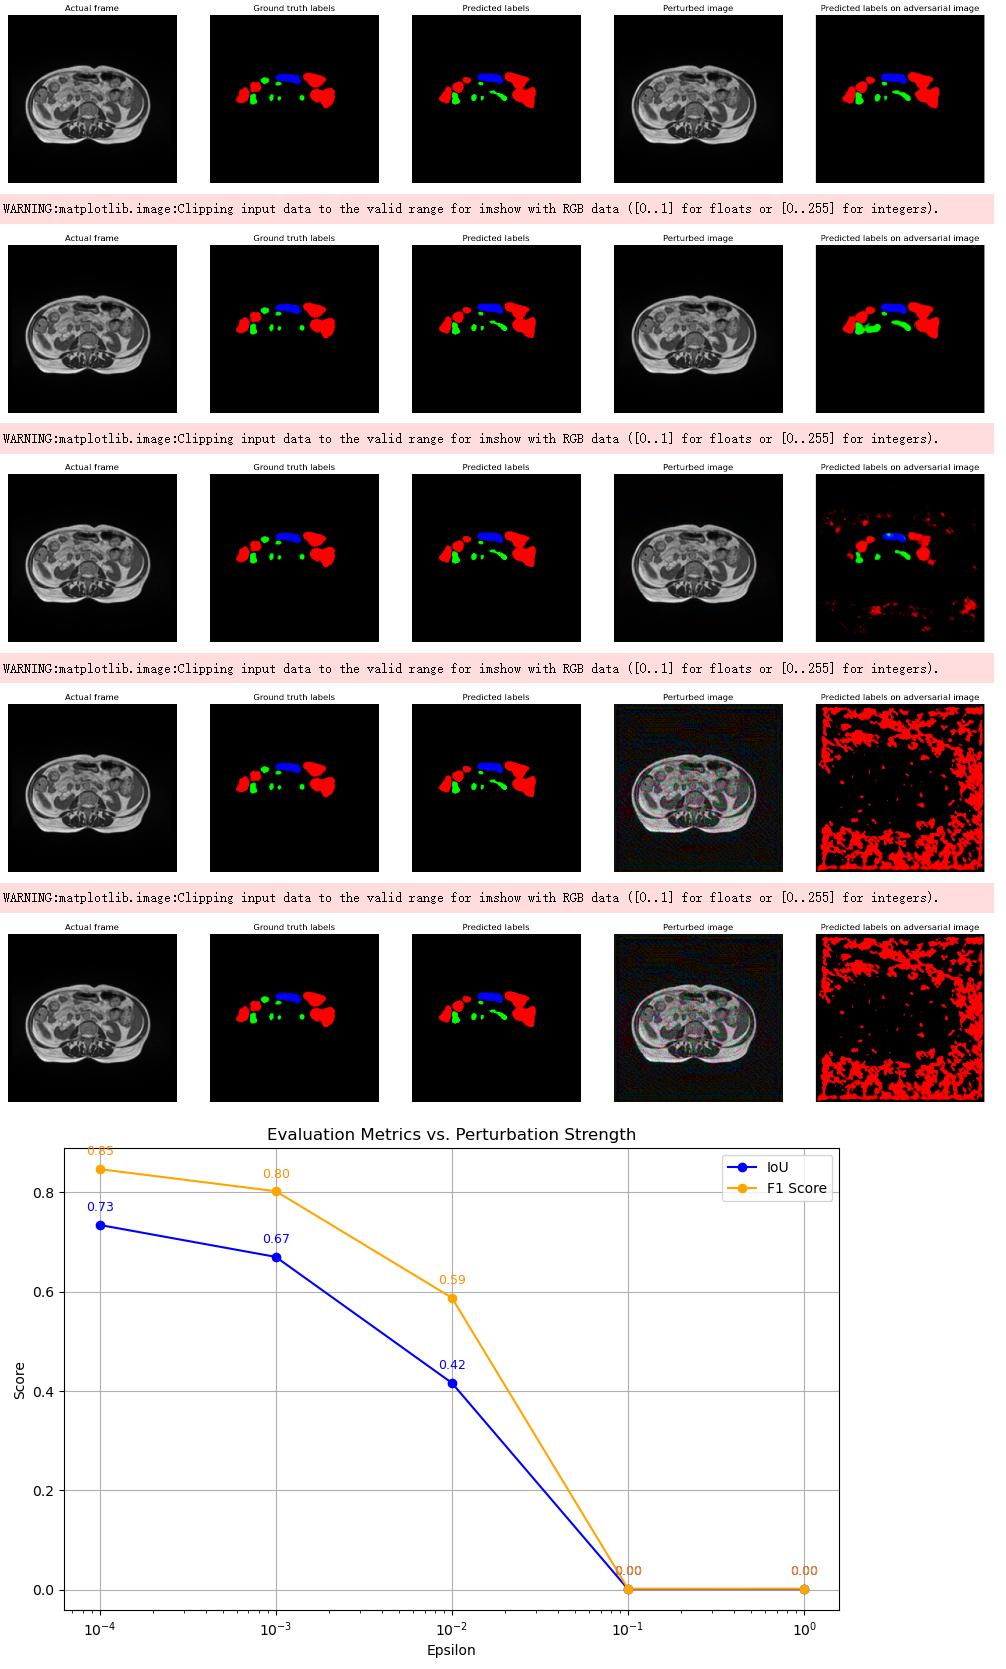 Actual frame Ground truth labels Predicted labels Perturbed image Predicted labels on adversarial image
WARNING:matplotlib.image:Clipping input data to the valid range for imshow with RGB data ([0..1] for floats or [0..255] for integers).
Actual frame Ground truth labels Predicted labels Perturbed image Predicted labels on adversarial image
WARNING:matplotlib.image:Clipping input data to the valid range for imshow with RGB data ([0..1] for floats or [0..255] for integers).
Actual frame Ground truth labels Predicted labels Perturbed image Predicted labels on adversarial image
WARNING:matplotlib.image:Clipping input data to the valid range for imshow with RGB data ([0..1] for floats or [0..255] for integers).
Actual frame Ground truth labels Predicted labels Perturbed image Predicted labels on adversarial image
WARNING:matplotlib.image:Clipping input data to the valid range for imshow with RGB data ([0..1] for floats or [0..255] for integers).
Actual frame Ground truth labels Predicted labels Perturbed image Predicted labels on adversarial image
Evaluation Metrics vs. Perturbation Strength
0.85
IoU
F1 Score
0.80
0.73
0.67
0.59
0.42
0.00 0.00
0.00 0.00
0.8
0.6
0.4
0.2
0.0
Score
10⁻⁴ 10⁻³ 10⁻² 10⁻¹ 10⁰
Epsilon